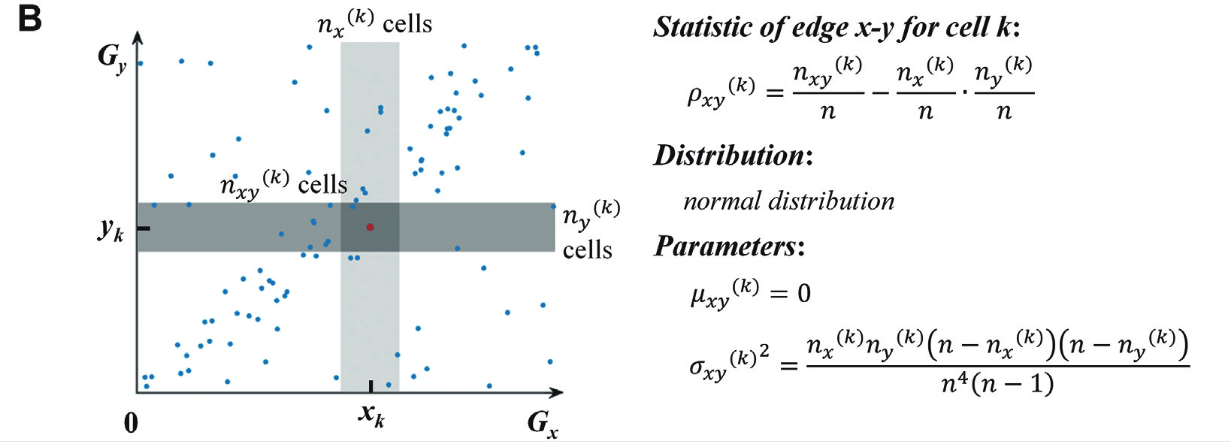 B
n_x^(k) cells
G_y
n_xy^(k) cells
n_y^(k)
cells
y_k
0
x_k
G_x
Statistic of edge x-y for cell k:
ρ_xy^(k) = n_xy^(k)/n − n_x^(k)/n · n_y^(k)/n
Distribution:
normal distribution
Parameters:
μ_xy^(k) = 0
σ_xy^(k)2 = n_x^(k) n_y^(k) (n − n_x^(k))(n − n_y^(k)) / n^4(n − 1)